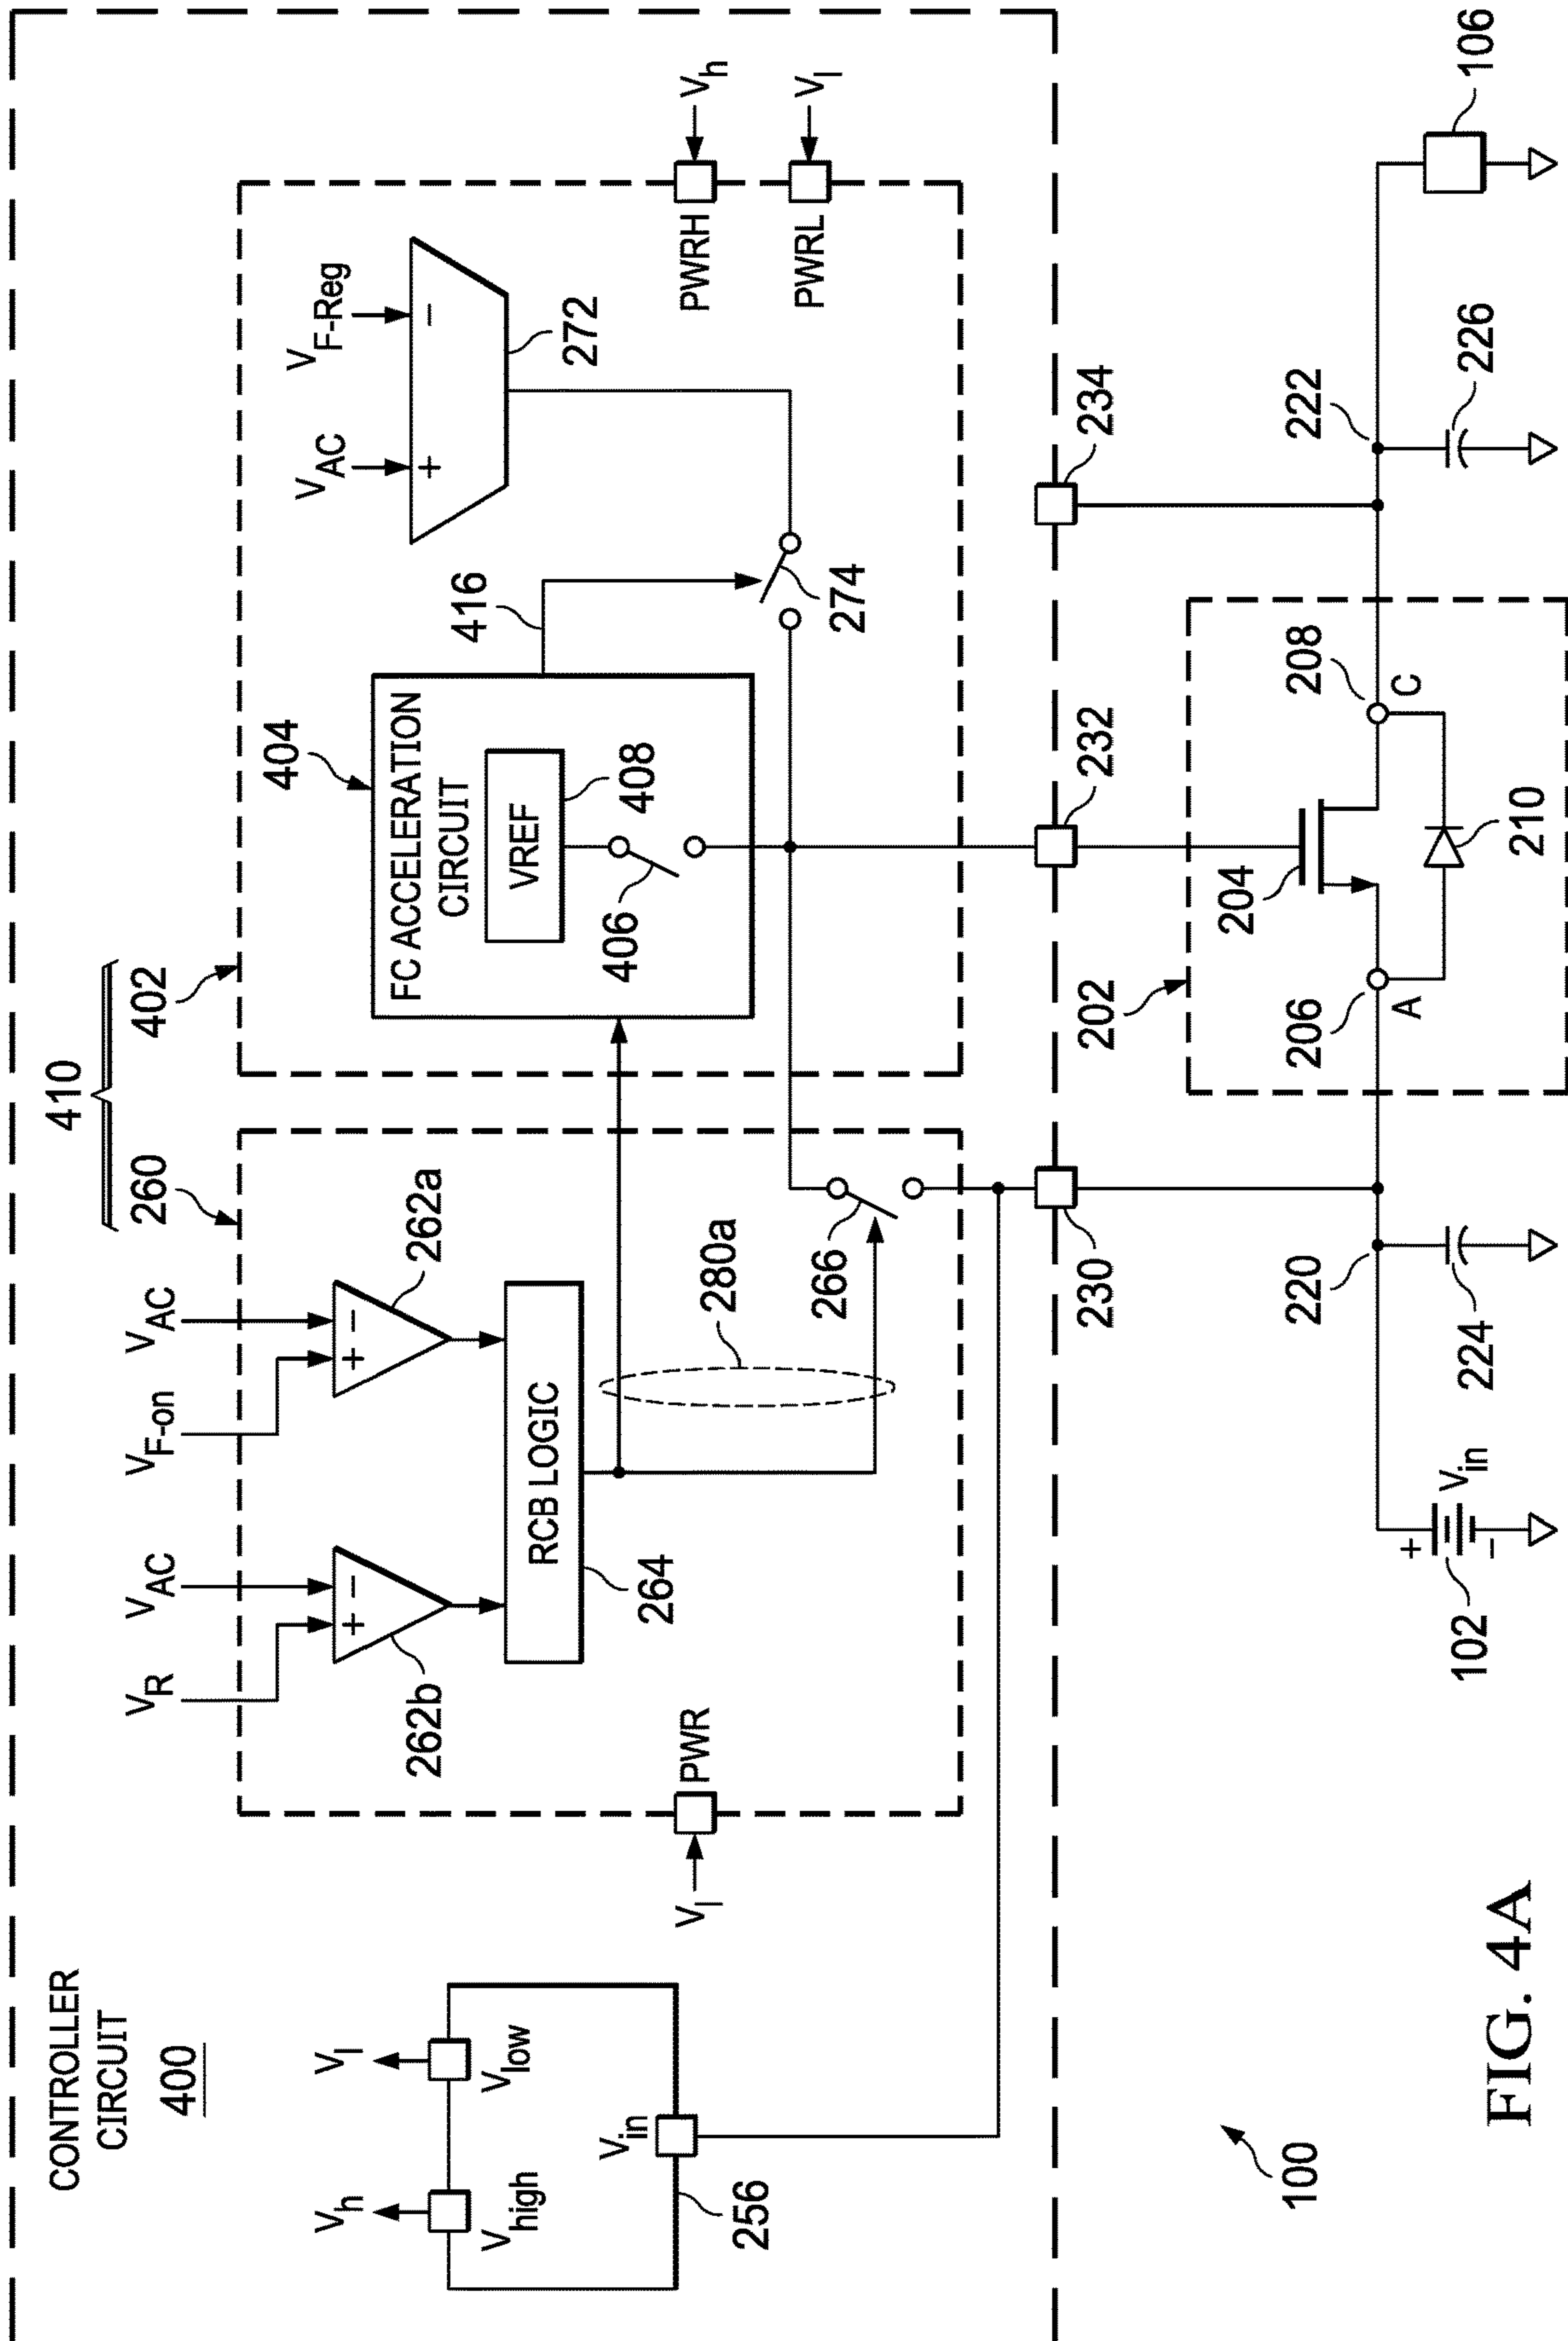 CONTROLLER
CIRCUIT
400
410
260
402
V_R
V_AC
V_F-on
V_AC
+
−
+
−
262b
262a
RCB LOGIC
264
280a
266
V_l
PWR
V_h
V_l
V_high
V_low
V_in
256
404
FC ACCELERATION
CIRCUIT
VREF
408
406
416
V_AC
V_F-Reg
+
−
272
274
PWRH
V_h
PWRL
V_l
230
232
234
202
204
206
A
208
C
210
220
222
224
226
102
+
−
V_in
106
100
FIG. 4A